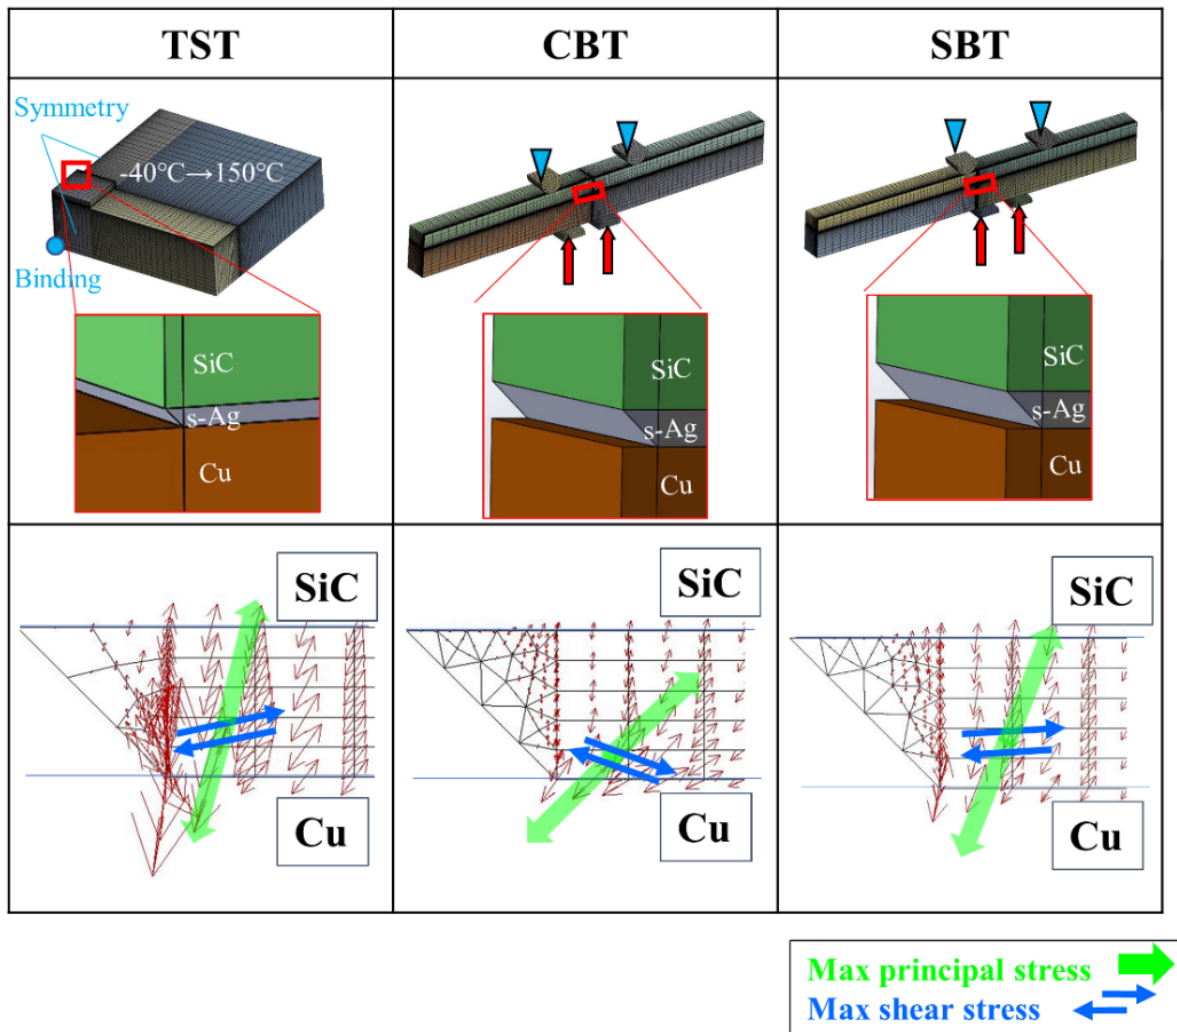 TST
CBT
SBT
Symmetry
-40°C→150°C
Binding
SiC
s-Ag
Cu
SiC
s-Ag
Cu
SiC
s-Ag
Cu
SiC
Cu
SiC
Cu
SiC
Cu
Max principal stress
Max shear stress